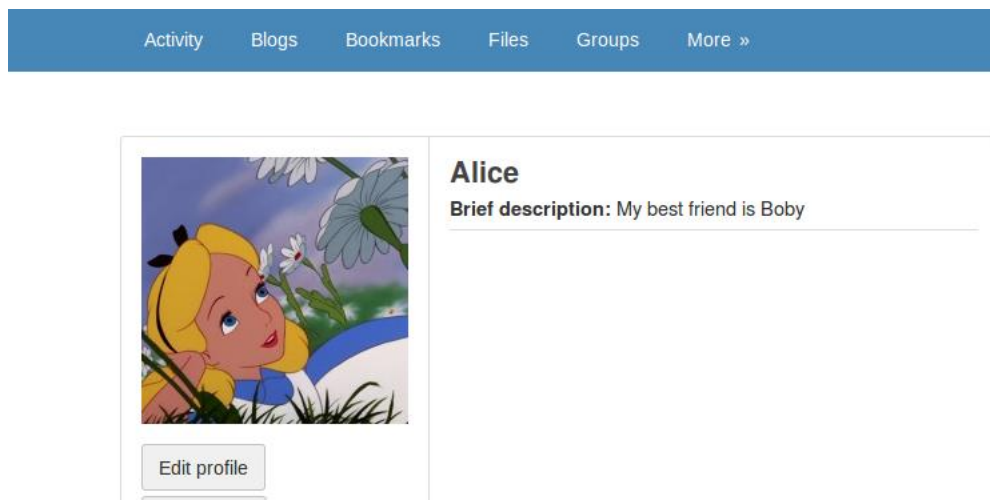 Activity Blogs Bookmarks Files Groups More »
Alice
Brief description: My best friend is Boby
Edit profile